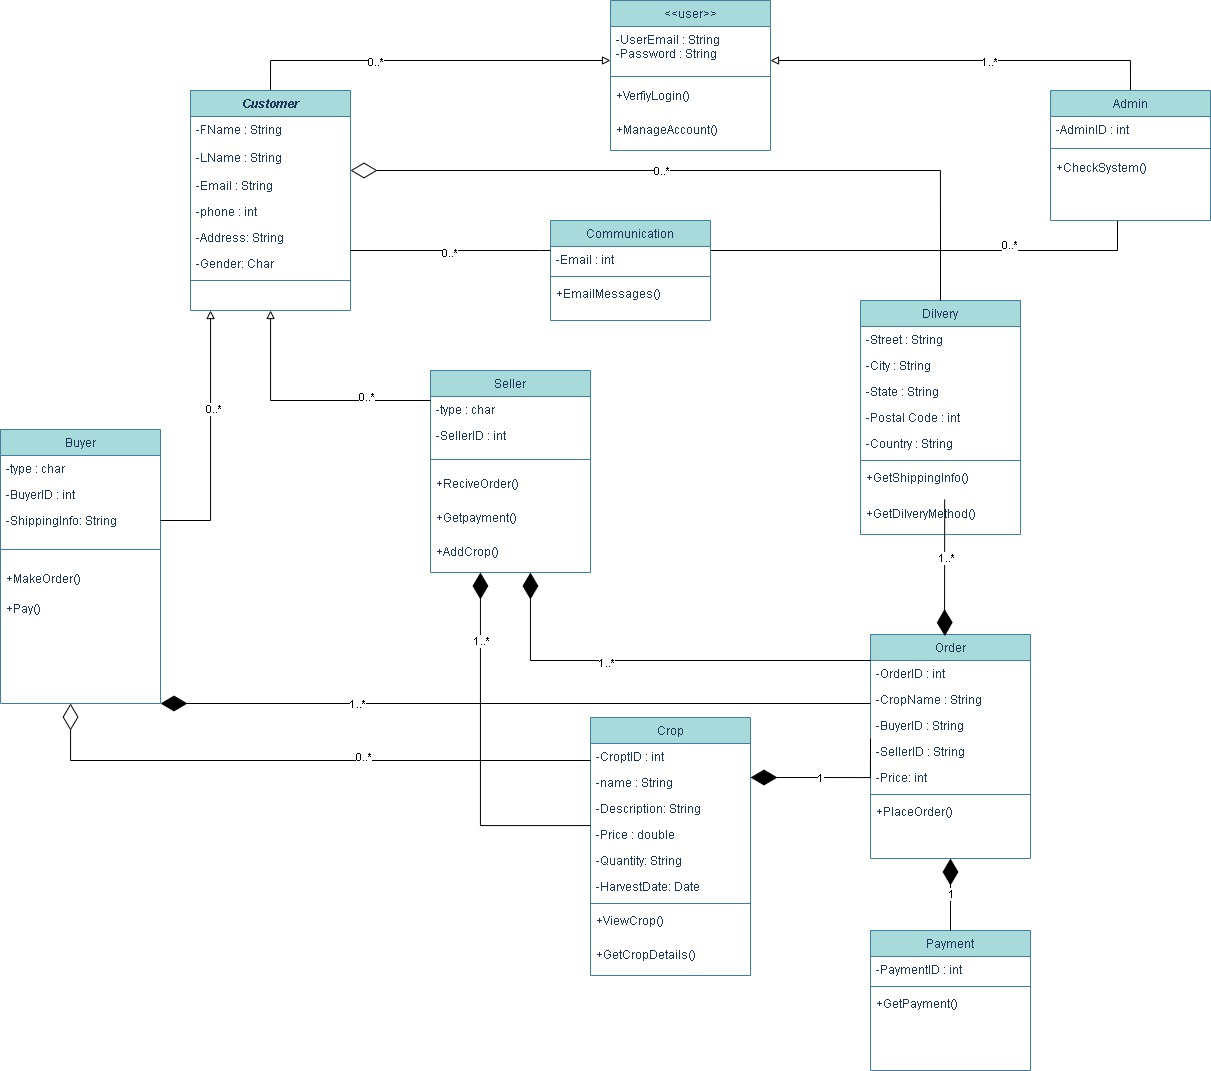 <<user>>
-UserEmail : String
-Password : String
+VerfiyLogin()
+ManageAccount()
0..*
1..*
Customer
-FName : String
-LName : String
-Email : String
-phone : int
-Address: String
-Gender: Char
Admin
-AdminID : int
+CheckSystem()
0..*
Communication
-Email : int
+EmailMessages()
0..*
0..*
Dilvery
-Street : String
-City : String
-State : String
-Postal Code : int
-Country : String
+GetShippingInfo()
+GetDilveryMethod()
Seller
-type : char
-SellerID : int
+ReciveOrder()
+Getpayment()
+AddCrop()
0..*
0..*
Buyer
-type : char
-BuyerID : int
-ShippingInfo: String
+MakeOrder()
+Pay()
1..*
1..*
1..*
1..*
0..*
Order
-OrderID : int
-CropName : String
-BuyerID : String
-SellerID : String
-Price: int
+PlaceOrder()
Crop
-CroptID : int
-name : String
-Description: String
-Price : double
-Quantity: String
-HarvestDate: Date
+ViewCrop()
+GetCropDetails()
1
1
Payment
-PaymentID : int
+GetPayment()